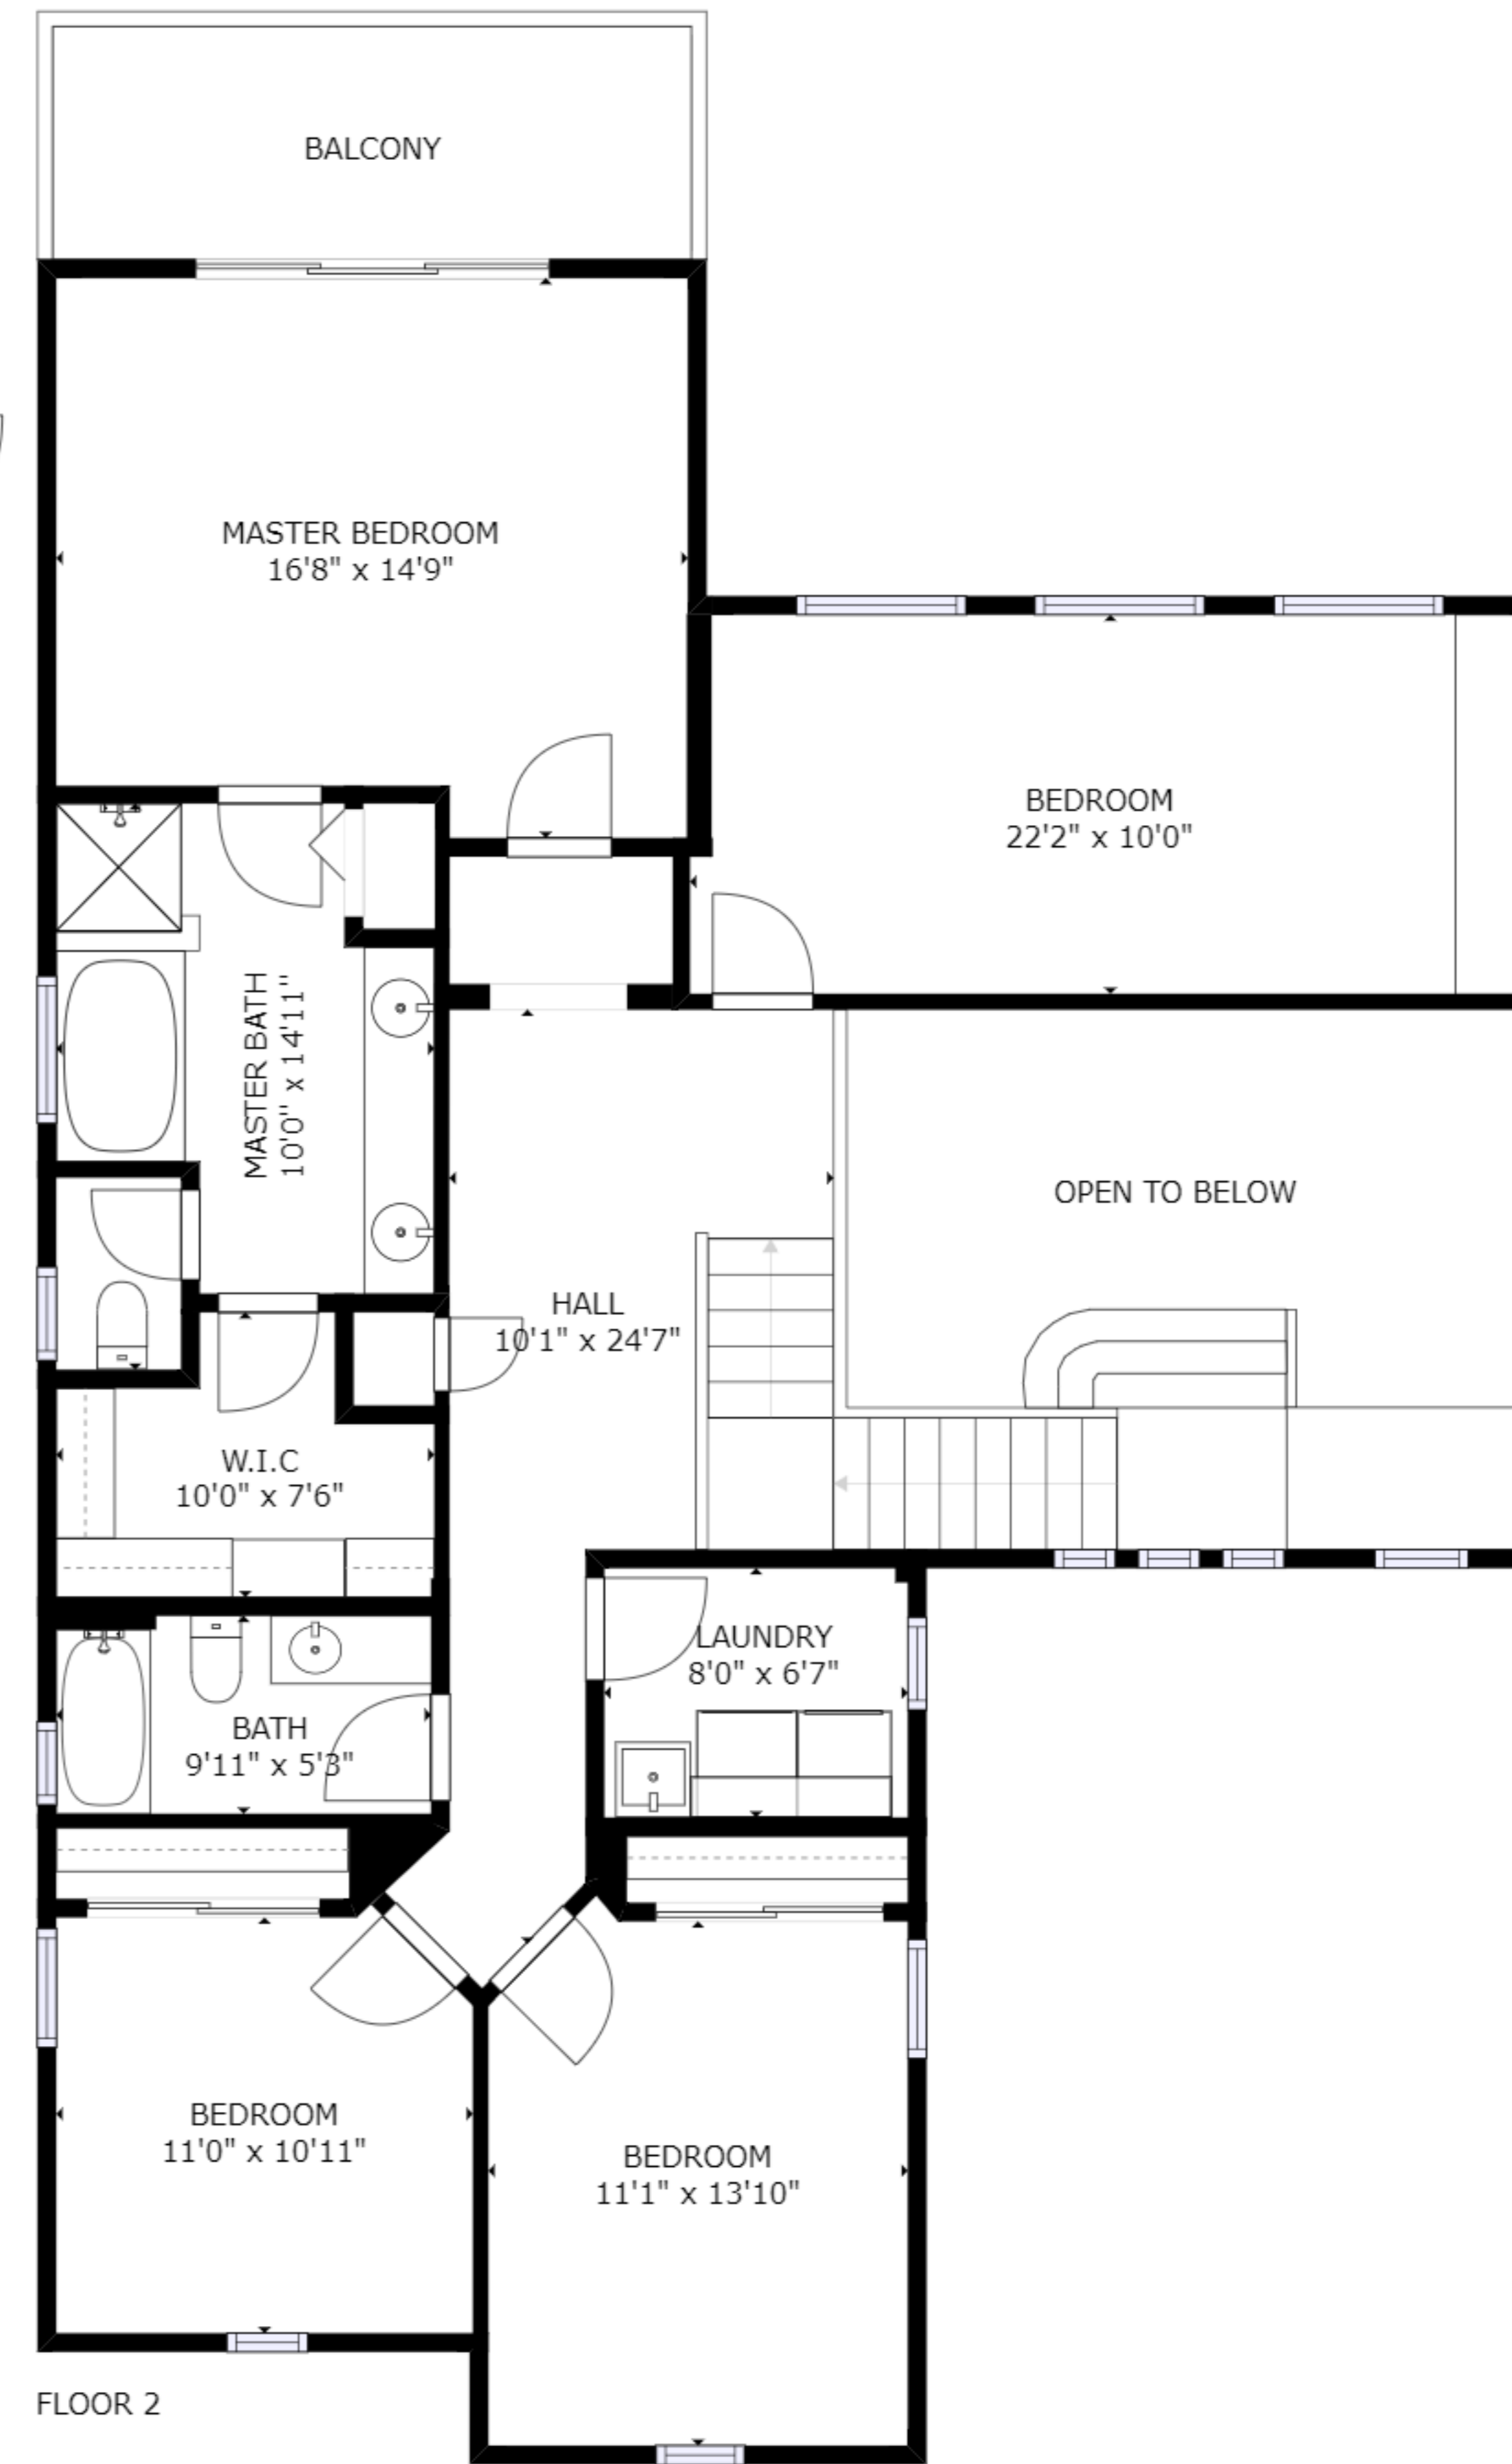 BALCONY
MASTER BEDROOM
16'8" x 14'9"
BEDROOM
22'2" x 10'0"
MASTER BATH
10'0" x 14'11"
OPEN TO BELOW
HALL
10'1" x 24'7"
W.I.C
10'0" x 7'6"
LAUNDRY
8'0" x 6'7"
BATH
9'11" x 5'3"
BEDROOM
11'0" x 10'11"
BEDROOM
11'1" x 13'10"
FLOOR 2